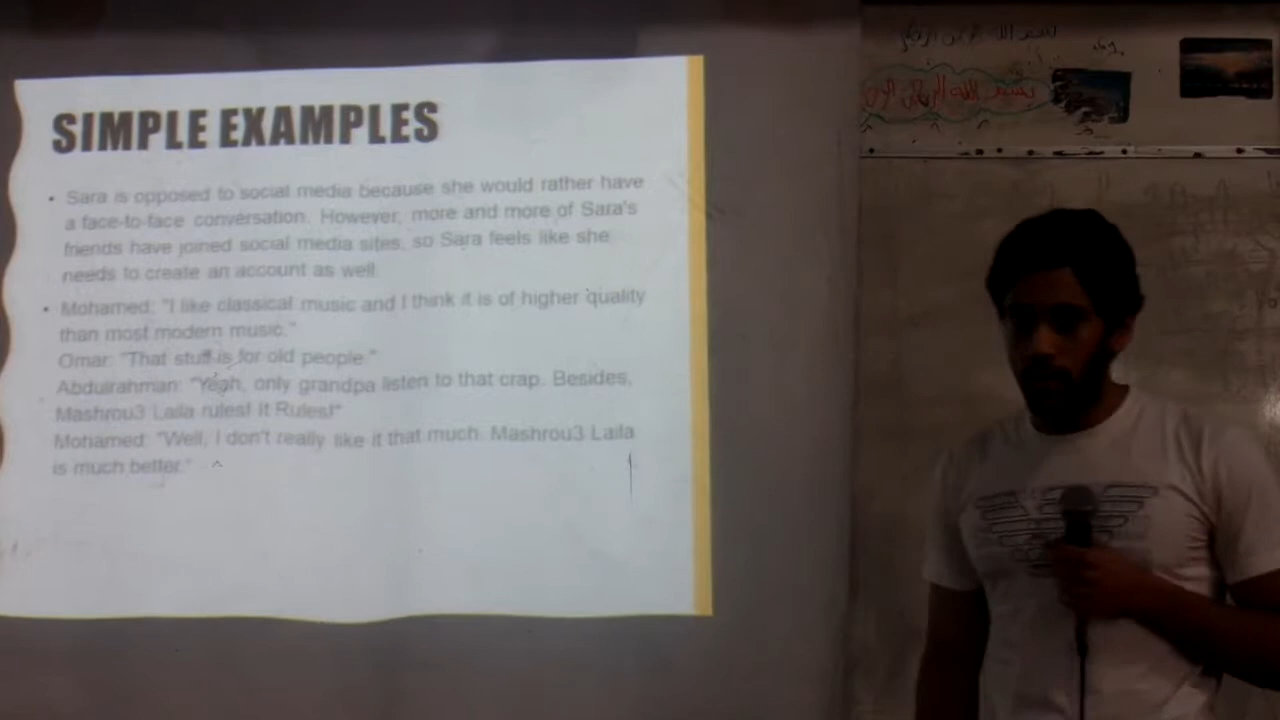 SIMPLE EXAMPLES
• Sara is opposed to social media because she would rather have
a face-to-face conversation. However, more and more of Sara's
friends have joined social media sites, so Sara feels like she
needs to create an account as well.
• Mohamed: "I like classical music and I think it is of higher quality
than most modern music."
Omar: "That stuff is for old people."
Abdulrahman: "Yeah, only grandpa listen to that crap. Besides,
Mashrou3 Laila rules! It Rules!"
Mohamed: "Well, I don't really like it that much. Mashrou3 Laila
is much better."
بسم الله الرحمن الرحيم